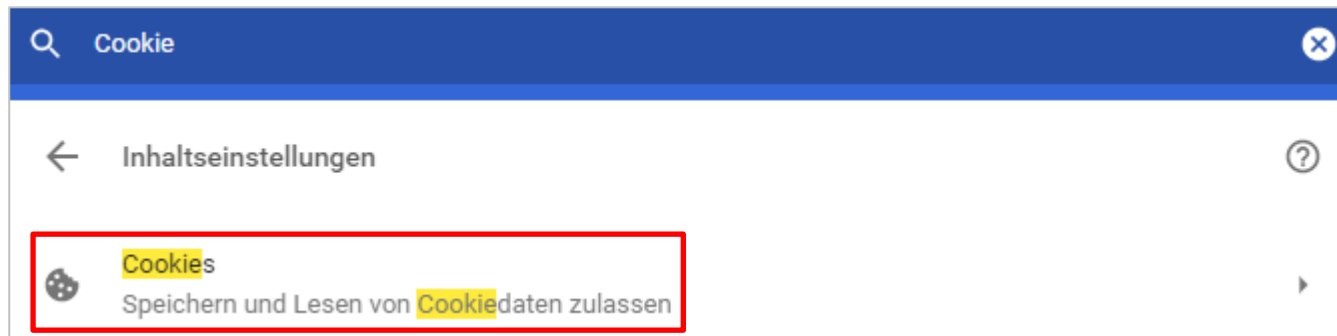 Cookie
Inhaltseinstellungen
Cookies
Speichern und Lesen von Cookiedaten zulassen